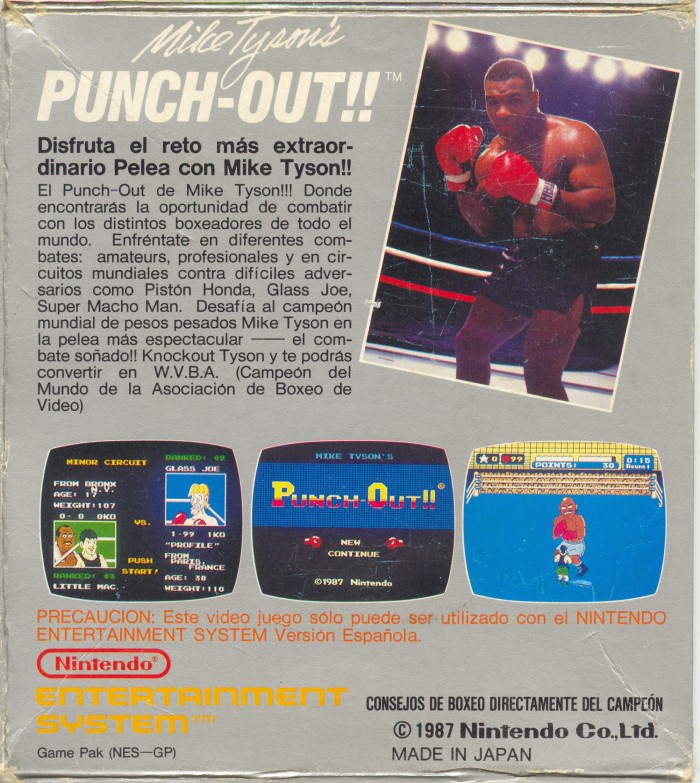 Mike Tyson's
PUNCH-OUT!!™
Disfruta el reto más extraor-
dinario Pelea con Mike Tyson!!
El Punch-Out de Mike Tyson!!! Donde
encontrarás la oportunidad de combatir
con los distintos boxeadores de todo el
mundo. Enfréntate en diferentes com-
bates: amateurs, profesionales y en cir-
cuitos mundiales contra difíciles adver-
sarios como Pistón Honda, Glass Joe,
Super Macho Man. Desafía al campeón
mundial de pesos pesados Mike Tyson en
la pelea más espectacular — el com-
bate soñado!! Knockout Tyson y te podrás
convertir en W.V.B.A. (Campeón del
Mundo de la Asociación de Boxeo de
Video)
MINOR CIRCUIT
FROM BRONX
N.Y.
AGE: 17
WEIGHT:107
0- 0 0KO
RANKED: #3
LITTLE MAC.
VS.
PUSH
START!
RANKED: #2
GLASS JOE
1-99 1KO
"PROFILE"
FROM
PARIS,
FRANCE
AGE: 38
WEIGHT:110
MIKE TYSON'S
PUNCH-OUT!!®
NEW
CONTINUE
©1987 Nintendo
★0 ♥99
POINTS: 30
0:15
Round 1
PRECAUCION: Este video juego sólo puede ser utilizado con el NINTENDO
ENTERTAINMENT SYSTEM Versión Española.
Nintendo®
ENTERTAINMENT
SYSTEM™
Game Pak (NES—GP)
CONSEJOS DE BOXEO DIRECTAMENTE DEL CAMPEÓN
© 1987 Nintendo Co.,Ltd.
MADE IN JAPAN